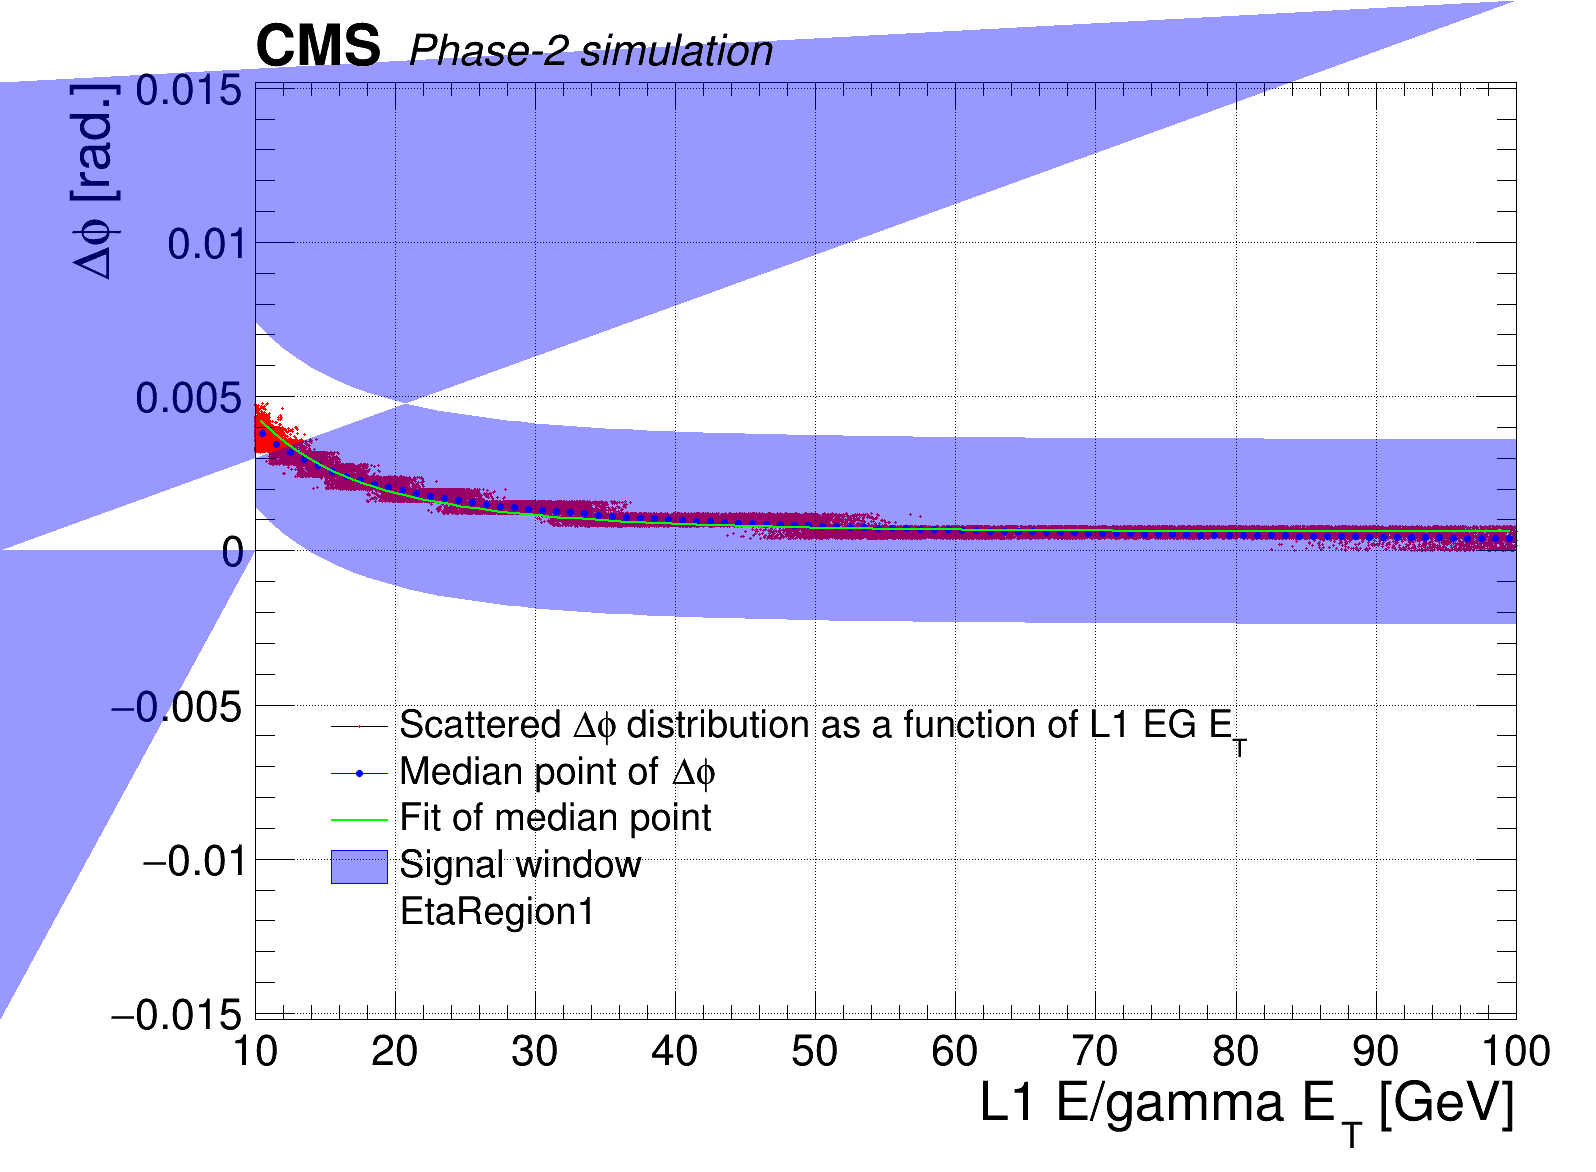 CMS Phase-2 simulation
Δϕ [rad.]
0.015
0.01
0.005
0
−0.005
−0.01
−0.015
Scattered Δϕ distribution as a function of L1 EG E_T
Median point of Δϕ
Fit of median point
Signal window
EtaRegion1
10 20 30 40 50 60 70 80 90 100
L1 E/gamma E_T [GeV]